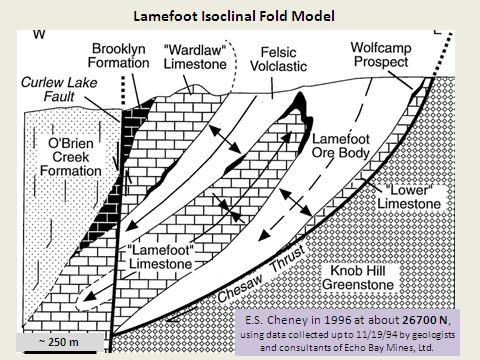 Lamefoot Isoclinal Fold Model
W
E
Brooklyn
Formation
"Wardlaw"
Limestone
Felsic
Volclastic
Wolfcamp
Prospect
Curlew Lake
Fault
O'Brien
Creek
Formation
Lamefoot
Ore Body
"Lower"
Limestone
"Lamefoot"
Limestone
Chesaw Thrust
Knob Hill
Greenstone
~ 250 m
E.S. Cheney in 1996 at about 26700 N,
using data collected up to 11/19/94 by geologists
and consultants of Echo Bay Mines, Ltd.